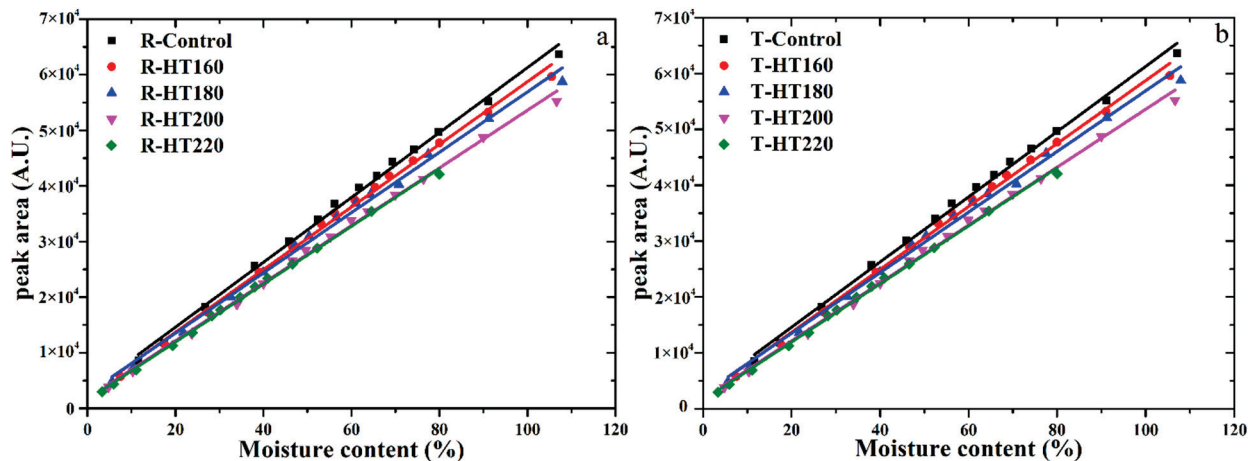 7×10⁴
6×10⁴
5×10⁴
4×10⁴
3×10⁴
2×10⁴
1×10⁴
0
peak area (A.U.)
R-Control
R-HT160
R-HT180
R-HT200
R-HT220
a
0 20 40 60 80 100 120
Moisture content (%)
7×10⁴
6×10⁴
5×10⁴
4×10⁴
3×10⁴
2×10⁴
1×10⁴
0
peak area (A.U.)
T-Control
T-HT160
T-HT180
T-HT200
T-HT220
b
0 20 40 60 80 100 120
Moisture content (%)